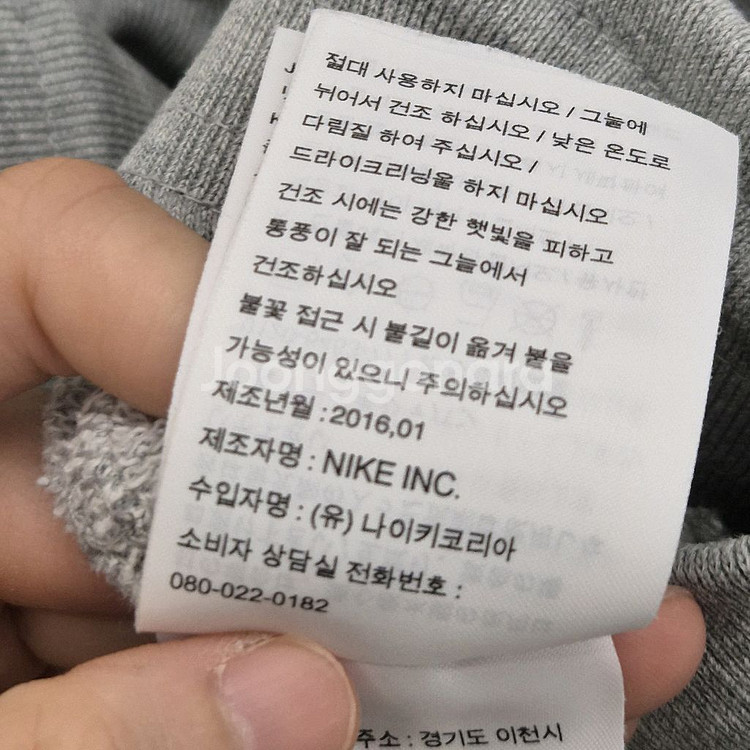 절대 사용하지 마십시오 / 그늘에
뉘어서 건조 하십시오 / 낮은 온도로
다림질 하여 주십시오 /
드라이크리닝을 하지 마십시오
건조 시에는 강한 햇빛을 피하고
통풍이 잘 되는 그늘에서
건조하십시오
불꽃 접근 시 불길이 옮겨 붙을
가능성이 있으니 주의하십시오
제조년월 : 2016,01
제조자명 : NIKE INC.
수입자명 : (유) 나이키코리아
소비자 상담실 전화번호 :
080-022-0182
주소 : 경기도 이천시
Joonggonara